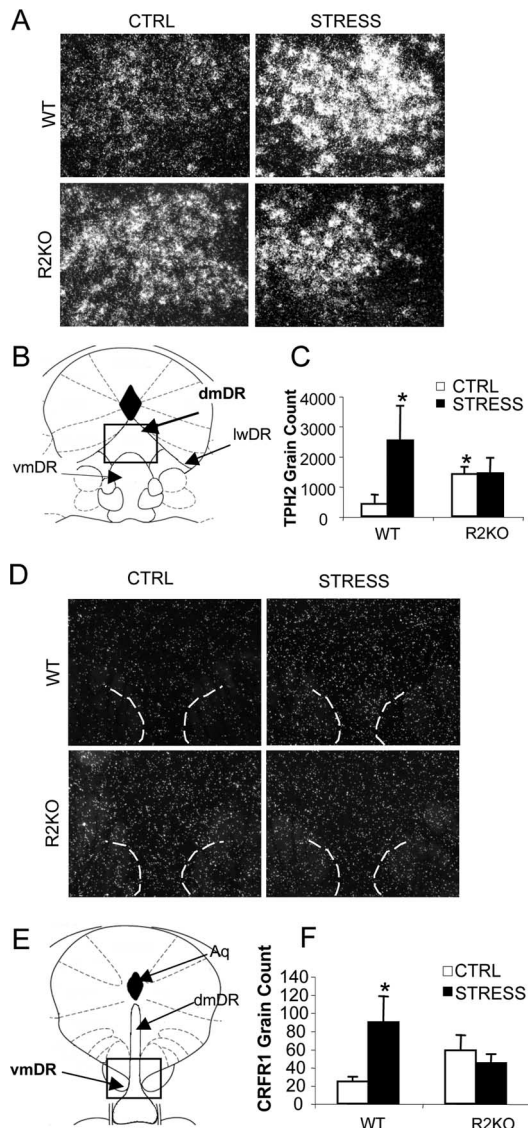 A
CTRL STRESS
WT
R2KO
B
dmDR
lwDR
vmDR
C
CTRL
STRESS
TPH2 Grain Count
4000
3000
2000
1000
0
*
*
WT R2KO
D
CTRL STRESS
WT
R2KO
E
Aq
dmDR
vmDR
F
CTRL
STRESS
CRFR1 Grain Count
140
120
100
80
60
40
20
0
*
WT R2KO